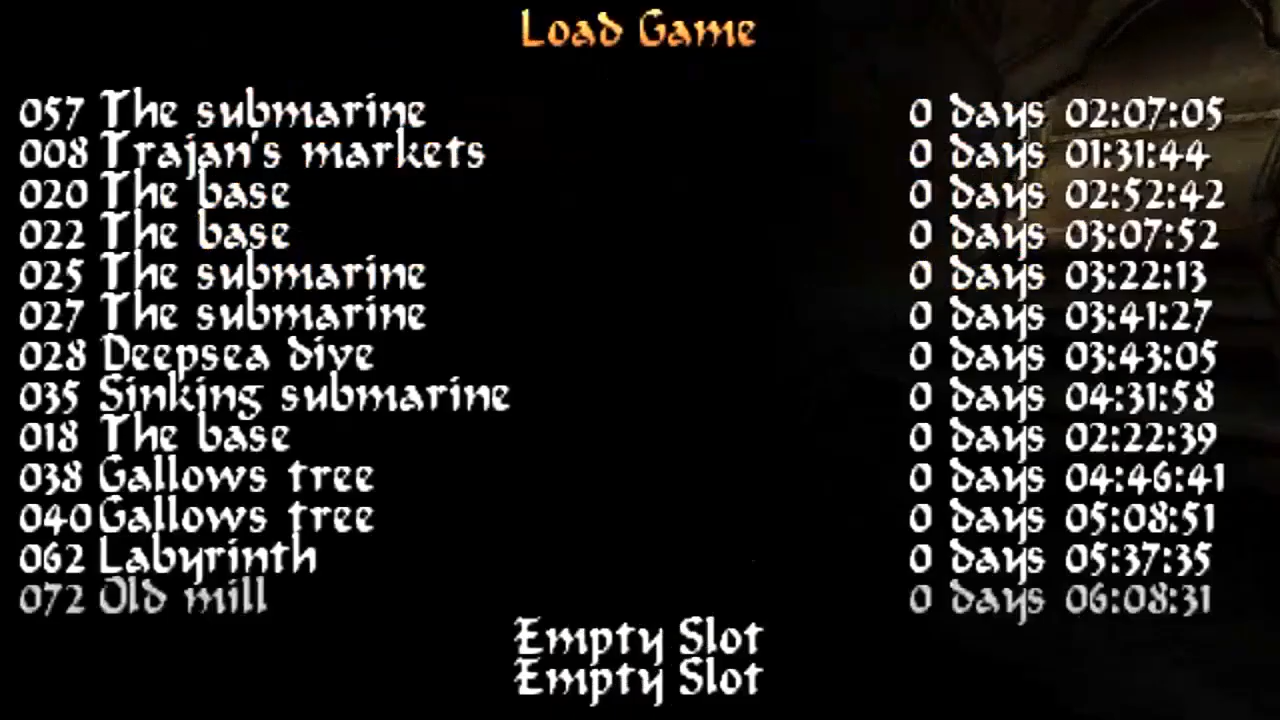 Load Game
057 The submarine 0 days 02:07:05
008 Trajan's markets 0 days 01:31:44
020 The base 0 days 02:52:42
022 The base 0 days 03:07:52
025 The submarine 0 days 03:22:13
027 The submarine 0 days 03:41:27
028 Deepsea dive 0 days 03:43:05
035 Sinking submarine 0 days 04:31:58
018 The base 0 days 02:22:39
038 Gallows tree 0 days 04:46:41
040 Gallows tree 0 days 05:08:51
062 Labyrinth 0 days 05:37:35
072 Old mill 0 days 06:08:31
Empty Slot
Empty Slot